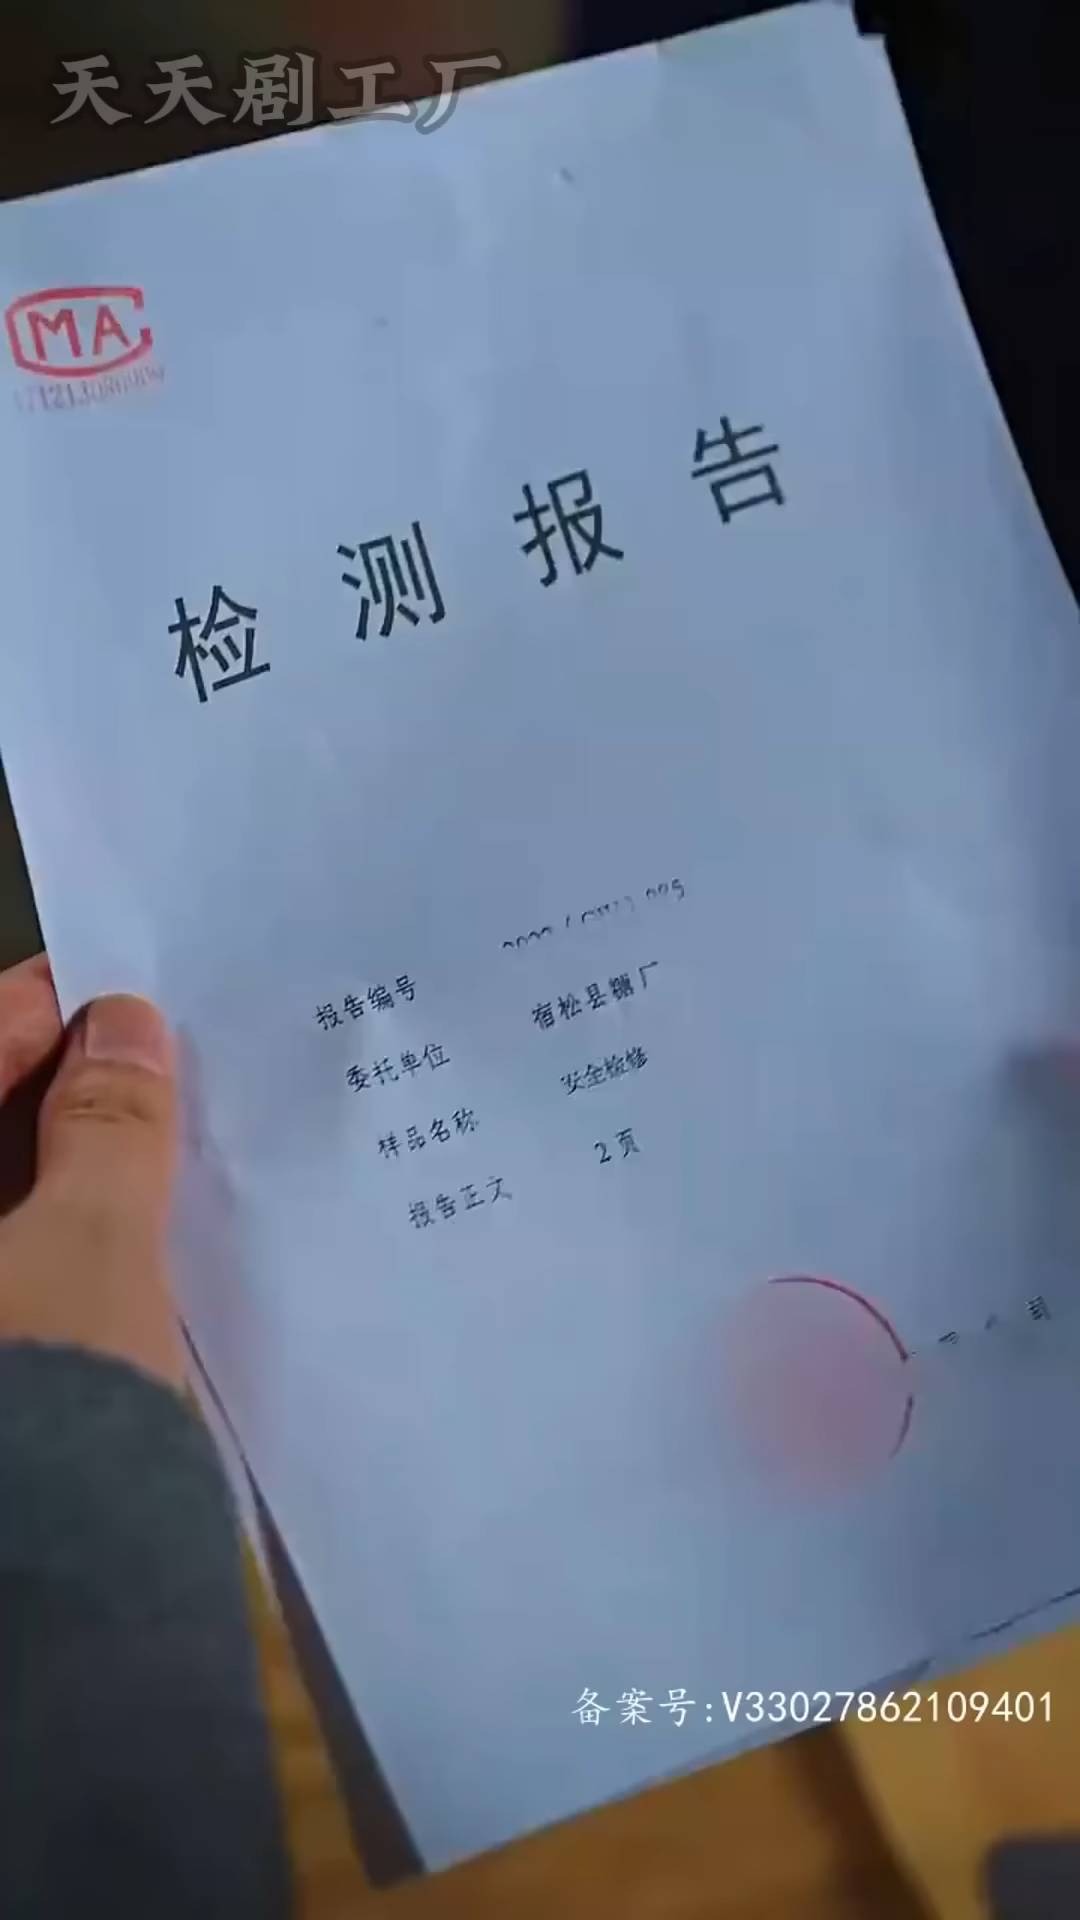 天天剧工厂
CMA
检测报告
报告编号
委托单位 宿松县糖厂
样品名称 安全检修
报告正文 2页
备案号:V33027862109401